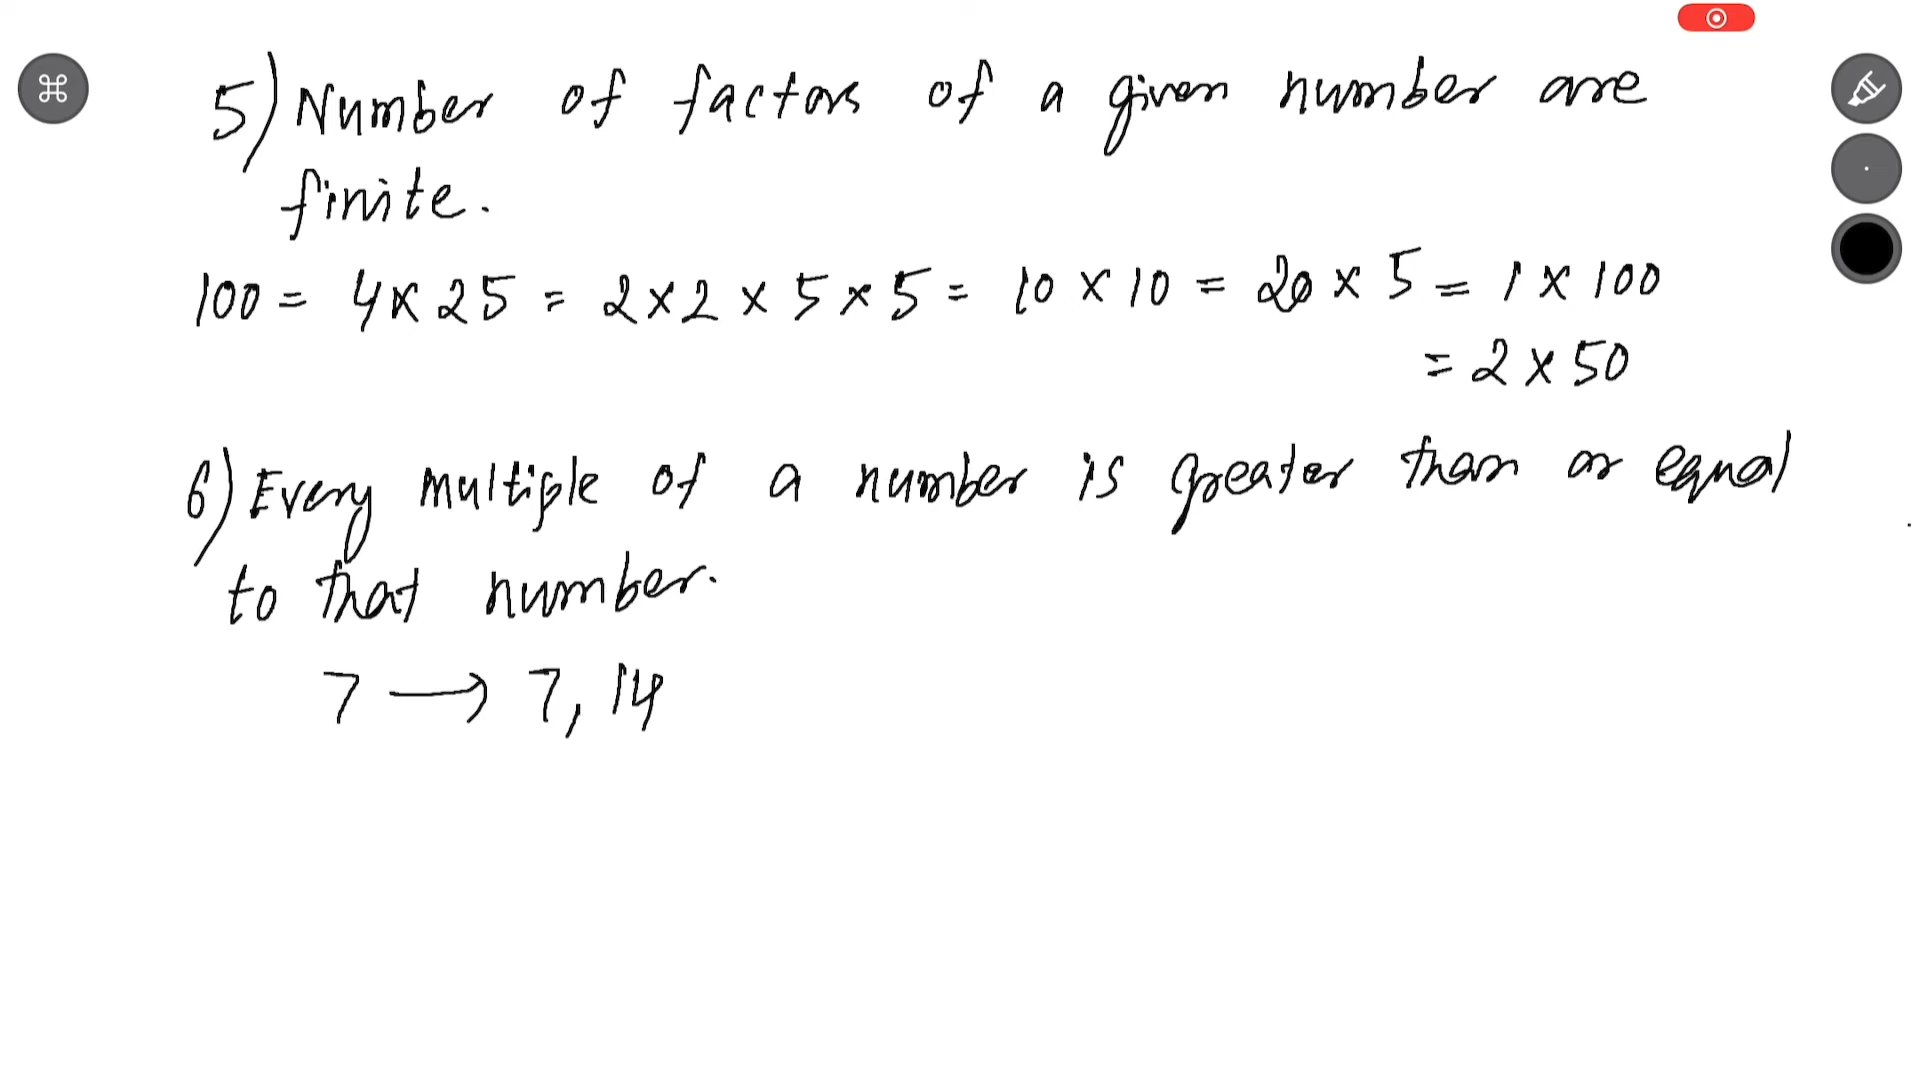 5) Number of factors of a given number are
finite.
100 = 4 x 25 = 2 x 2 x 5 x 5 = 10 x 10 = 20 x 5 = 1 x 100
= 2 x 50
6) Every multiple of a number is greater than or equal
to that number.
7 → 7, 14